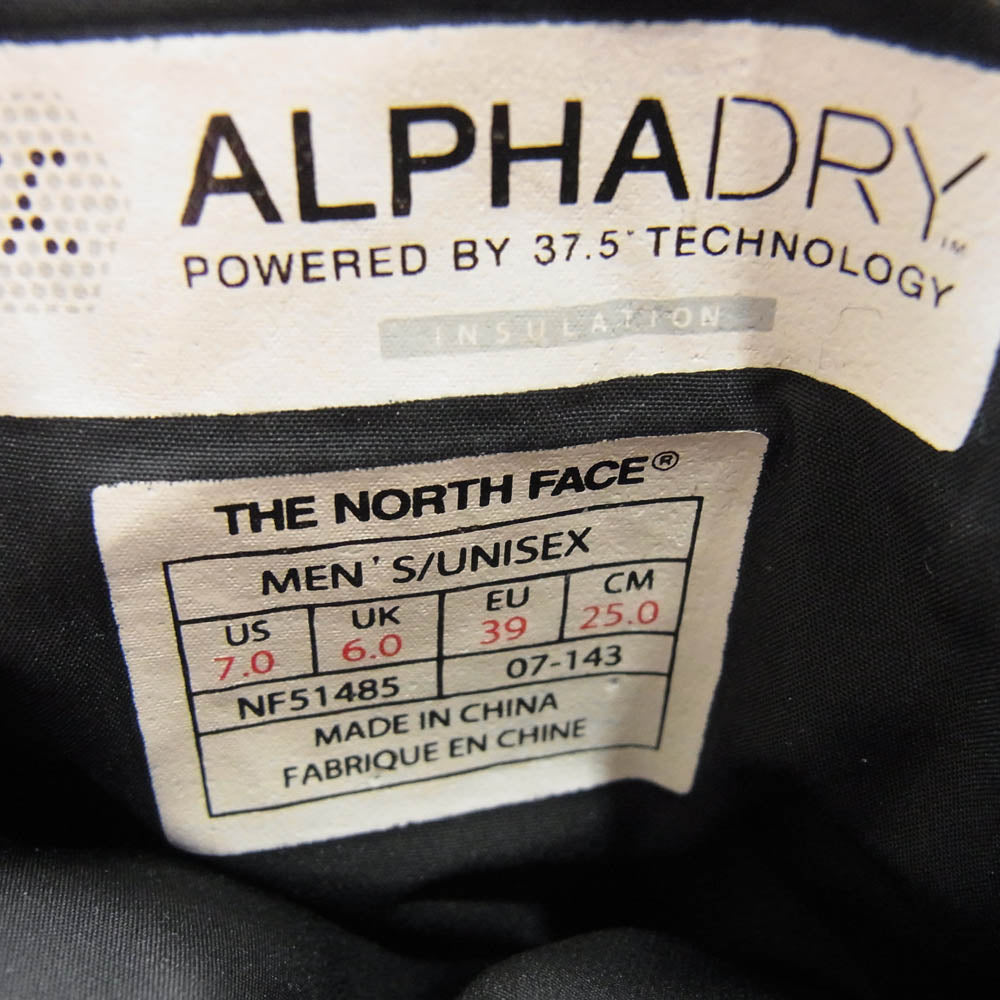 ALPHADRY™
POWERED BY 37.5° TECHNOLOGY
INSULATION
THE NORTH FACE®
MEN'S/UNISEX
US UK EU CM
7.0 6.0 39 25.0
NF51485 07-143
MADE IN CHINA
FABRIQUE EN CHINE